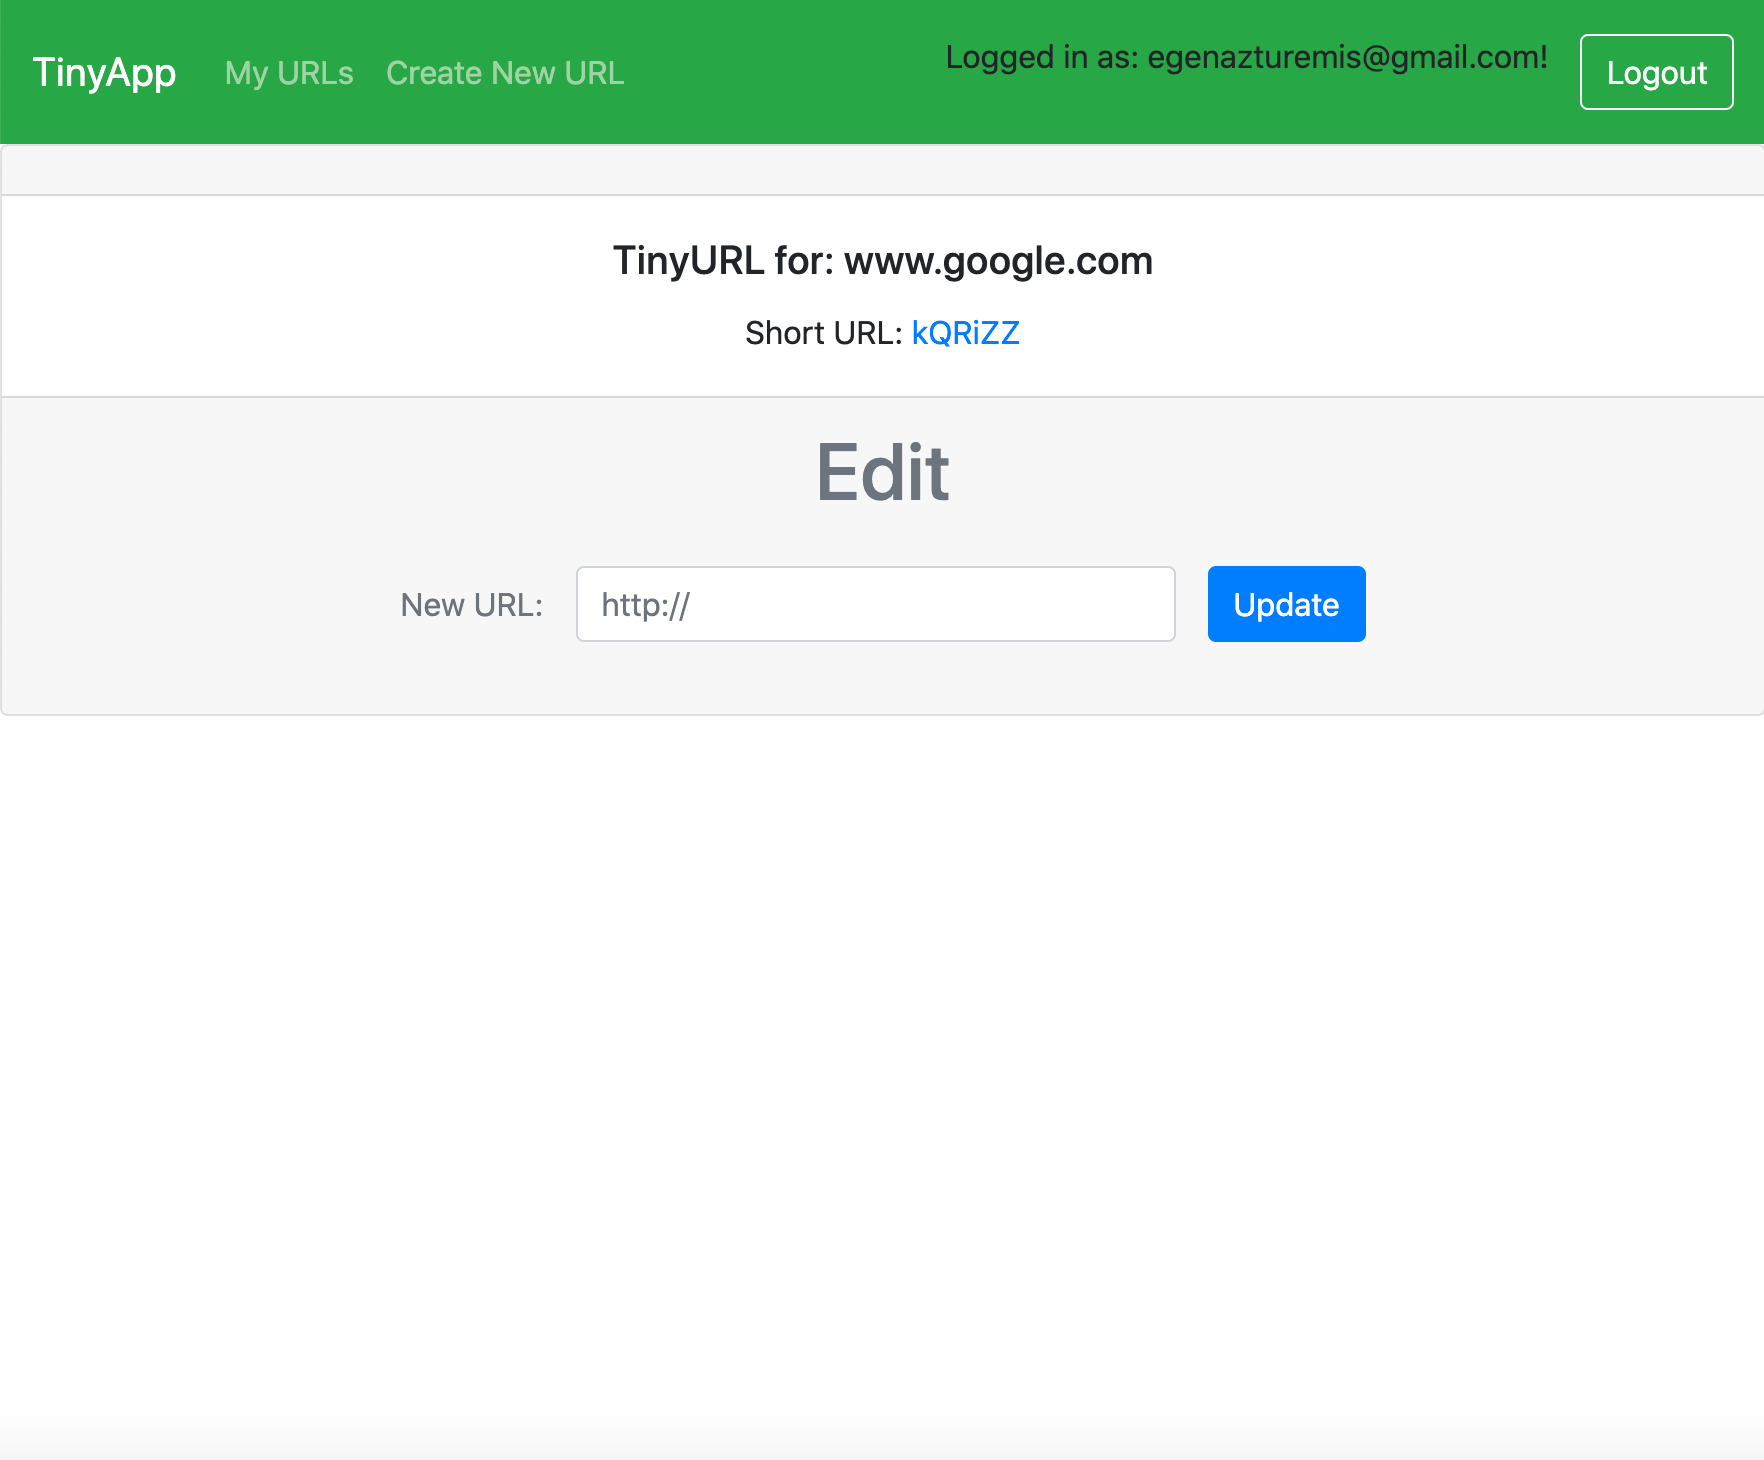 TinyApp My URLs Create New URL Logged in as: egenazturemis@gmail.com! Logout
TinyURL for: www.google.com
Short URL: kQRiZZ
Edit
New URL: http:// Update